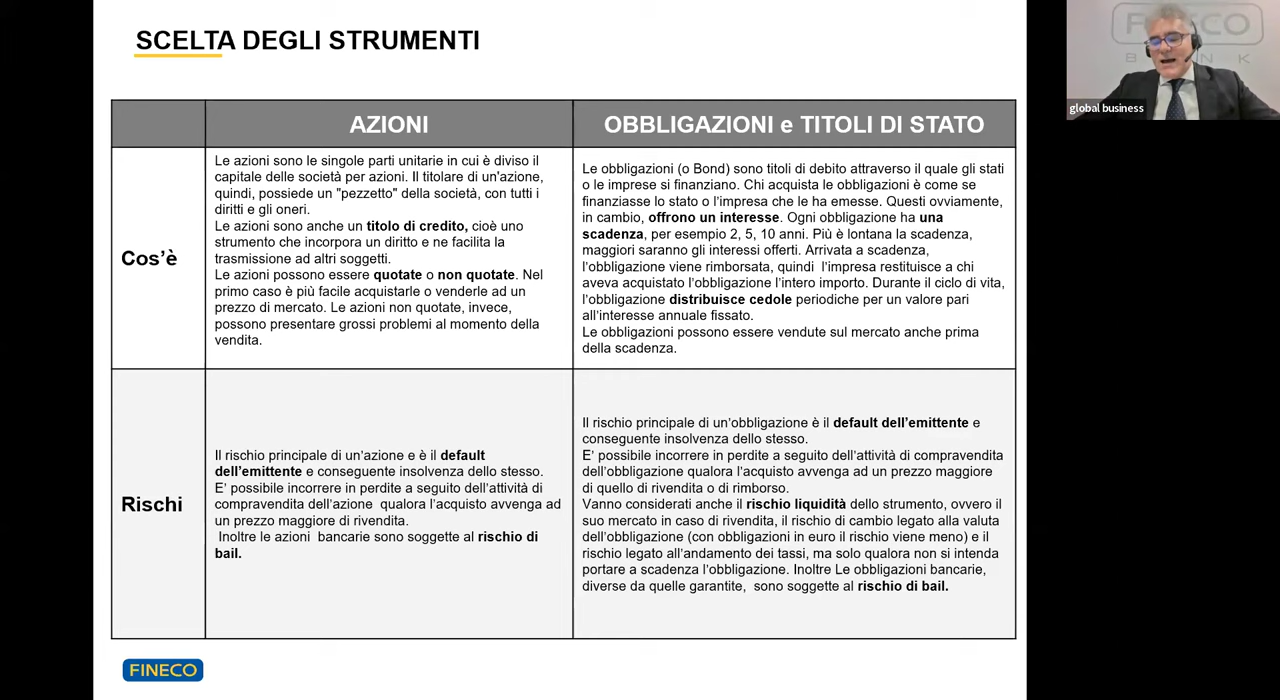 SCELTA DEGLI STRUMENTI
AZIONI
OBBLIGAZIONI e TITOLI DI STATO
Cos’è
Le azioni sono le singole parti unitarie in cui è diviso il
capitale delle società per azioni. Il titolare di un'azione,
quindi, possiede un "pezzetto" della società, con tutti i
diritti e gli oneri.
Le azioni sono anche un titolo di credito, cioè uno
strumento che incorpora un diritto e ne facilita la
trasmissione ad altri soggetti.
Le azioni possono essere quotate o non quotate. Nel
primo caso è più facile acquistarle o venderle ad un
prezzo di mercato. Le azioni non quotate, invece,
possono presentare grossi problemi al momento della
vendita.
Le obbligazioni (o Bond) sono titoli di debito attraverso il quale gli stati
o le imprese si finanziano. Chi acquista le obbligazioni è come se
finanziasse lo stato o l’impresa che le ha emesse. Questi ovviamente,
in cambio, offrono un interesse. Ogni obbligazione ha una
scadenza, per esempio 2, 5, 10 anni. Più è lontana la scadenza,
maggiori saranno gli interessi offerti. Arrivata a scadenza,
l’obbligazione viene rimborsata, quindi l’impresa restituisce a chi
aveva acquistato l’obbligazione l’intero importo. Durante il ciclo di vita,
l’obbligazione distribuisce cedole periodiche per un valore pari
all’interesse annuale fissato.
Le obbligazioni possono essere vendute sul mercato anche prima
della scadenza.
Rischi
Il rischio principale di un’azione e è il default
dell’emittente e conseguente insolvenza dello stesso.
E’ possibile incorrere in perdite a seguito dell’attività di
compravendita dell’azione qualora l’acquisto avvenga ad
un prezzo maggiore di rivendita.
Inoltre le azioni bancarie sono soggette al rischio di
bail.
Il rischio principale di un’obbligazione è il default dell’emittente e
conseguente insolvenza dello stesso.
E’ possibile incorrere in perdite a seguito dell’attività di compravendita
dell’obbligazione qualora l’acquisto avvenga ad un prezzo maggiore
di quello di rivendita o di rimborso.
Vanno considerati anche il rischio liquidità dello strumento, ovvero il
suo mercato in caso di rivendita, il rischio di cambio legato alla valuta
dell’obbligazione (con obbligazioni in euro il rischio viene meno) e il
rischio legato all’andamento dei tassi, ma solo qualora non si intenda
portare a scadenza l’obbligazione. Inoltre Le obbligazioni bancarie,
diverse da quelle garantite, sono soggette al rischio di bail.
FINECO
FINECO
B NK
global business